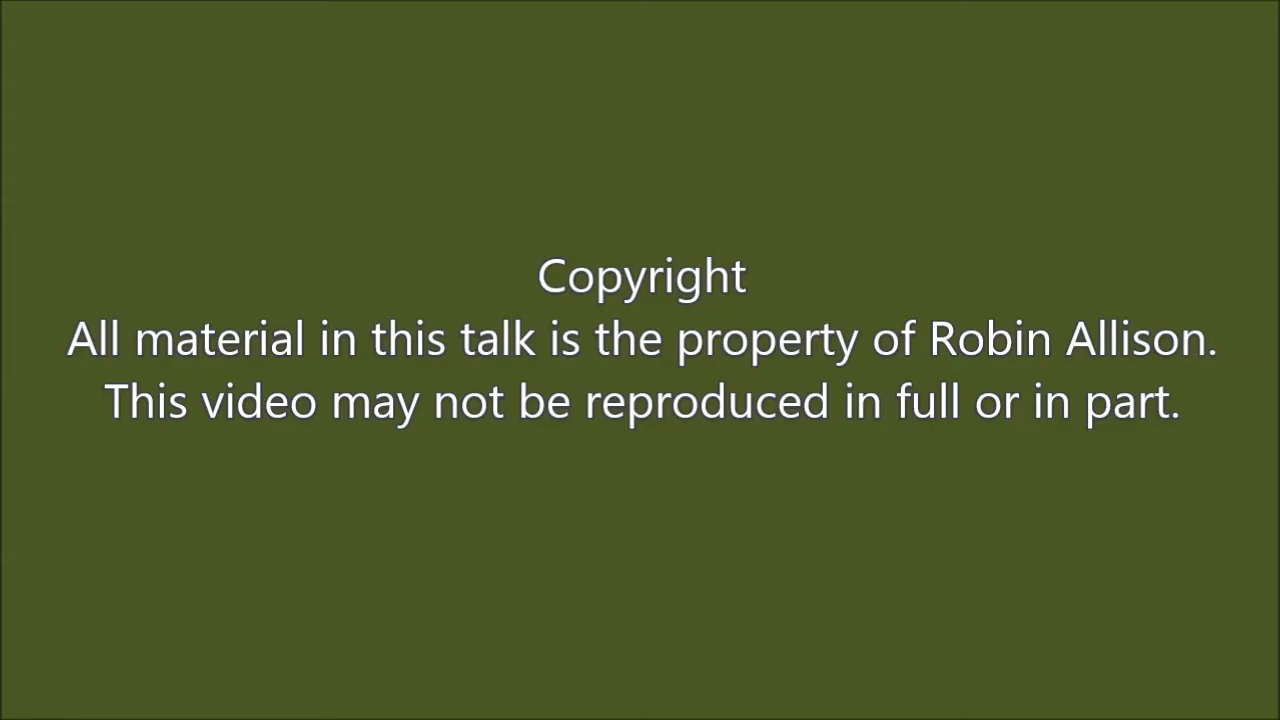 Copyright
All material in this talk is the property of Robin Allison.
This video may not be reproduced in full or in part.